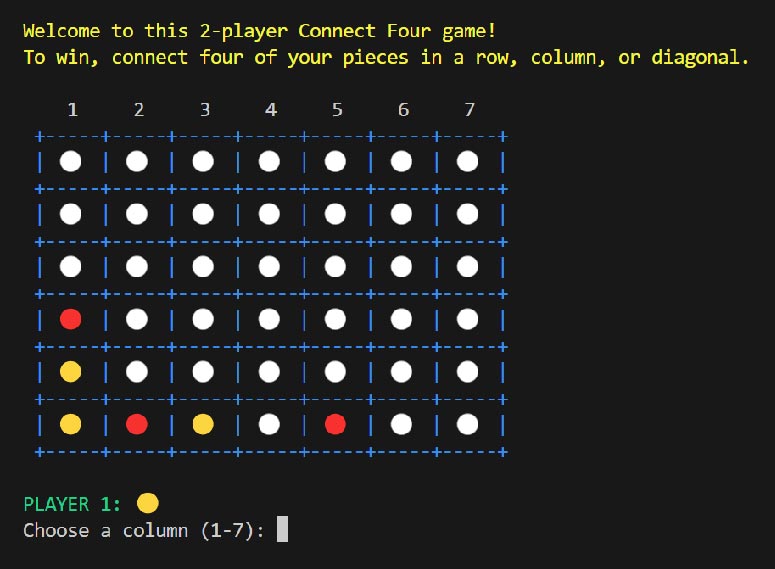 Welcome to this 2-player Connect Four game!
To win, connect four of your pieces in a row, column, or diagonal.
1 2 3 4 5 6 7
PLAYER 1:
Choose a column (1-7):